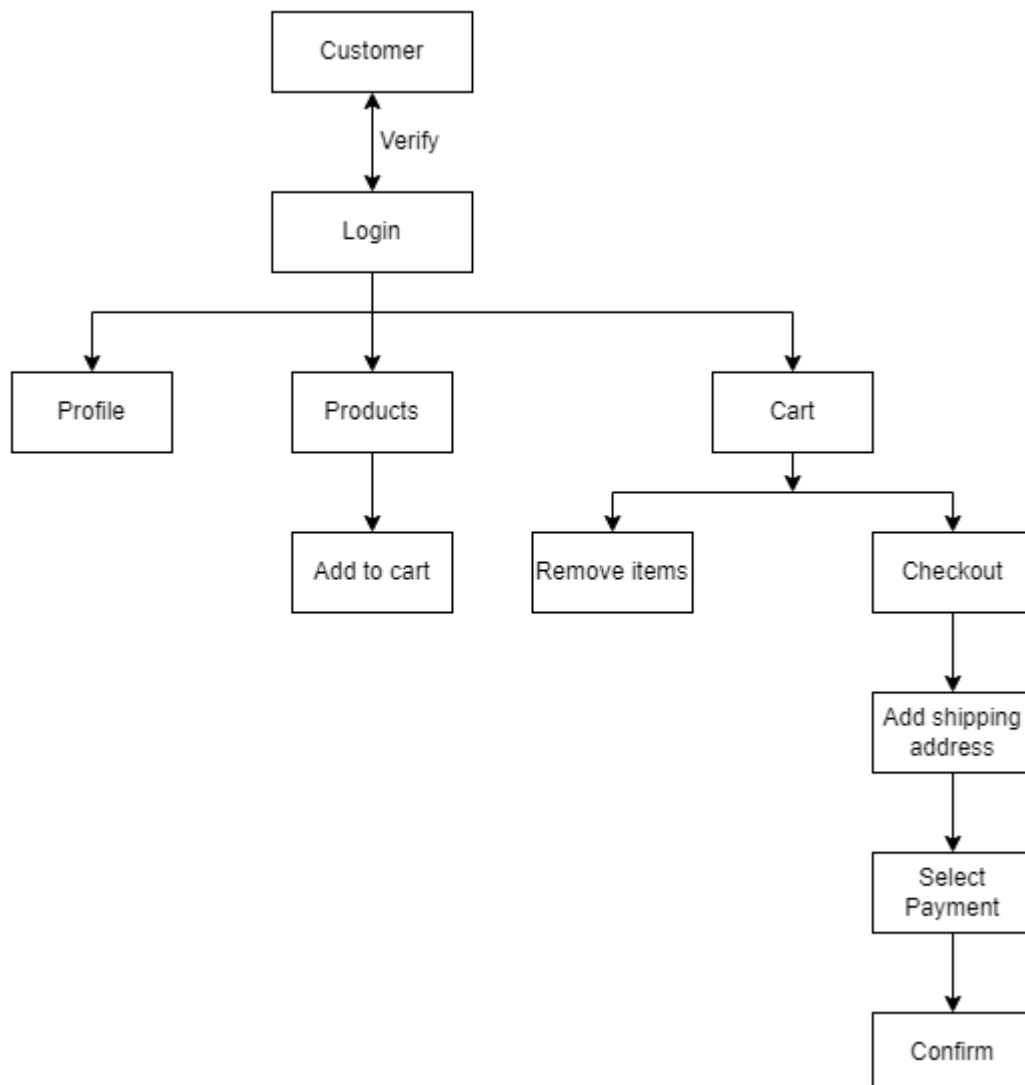 Customer
Verify
Login
Profile
Products
Cart
Add to cart
Remove items
Checkout
Add shipping
address
Select
Payment
Confirm